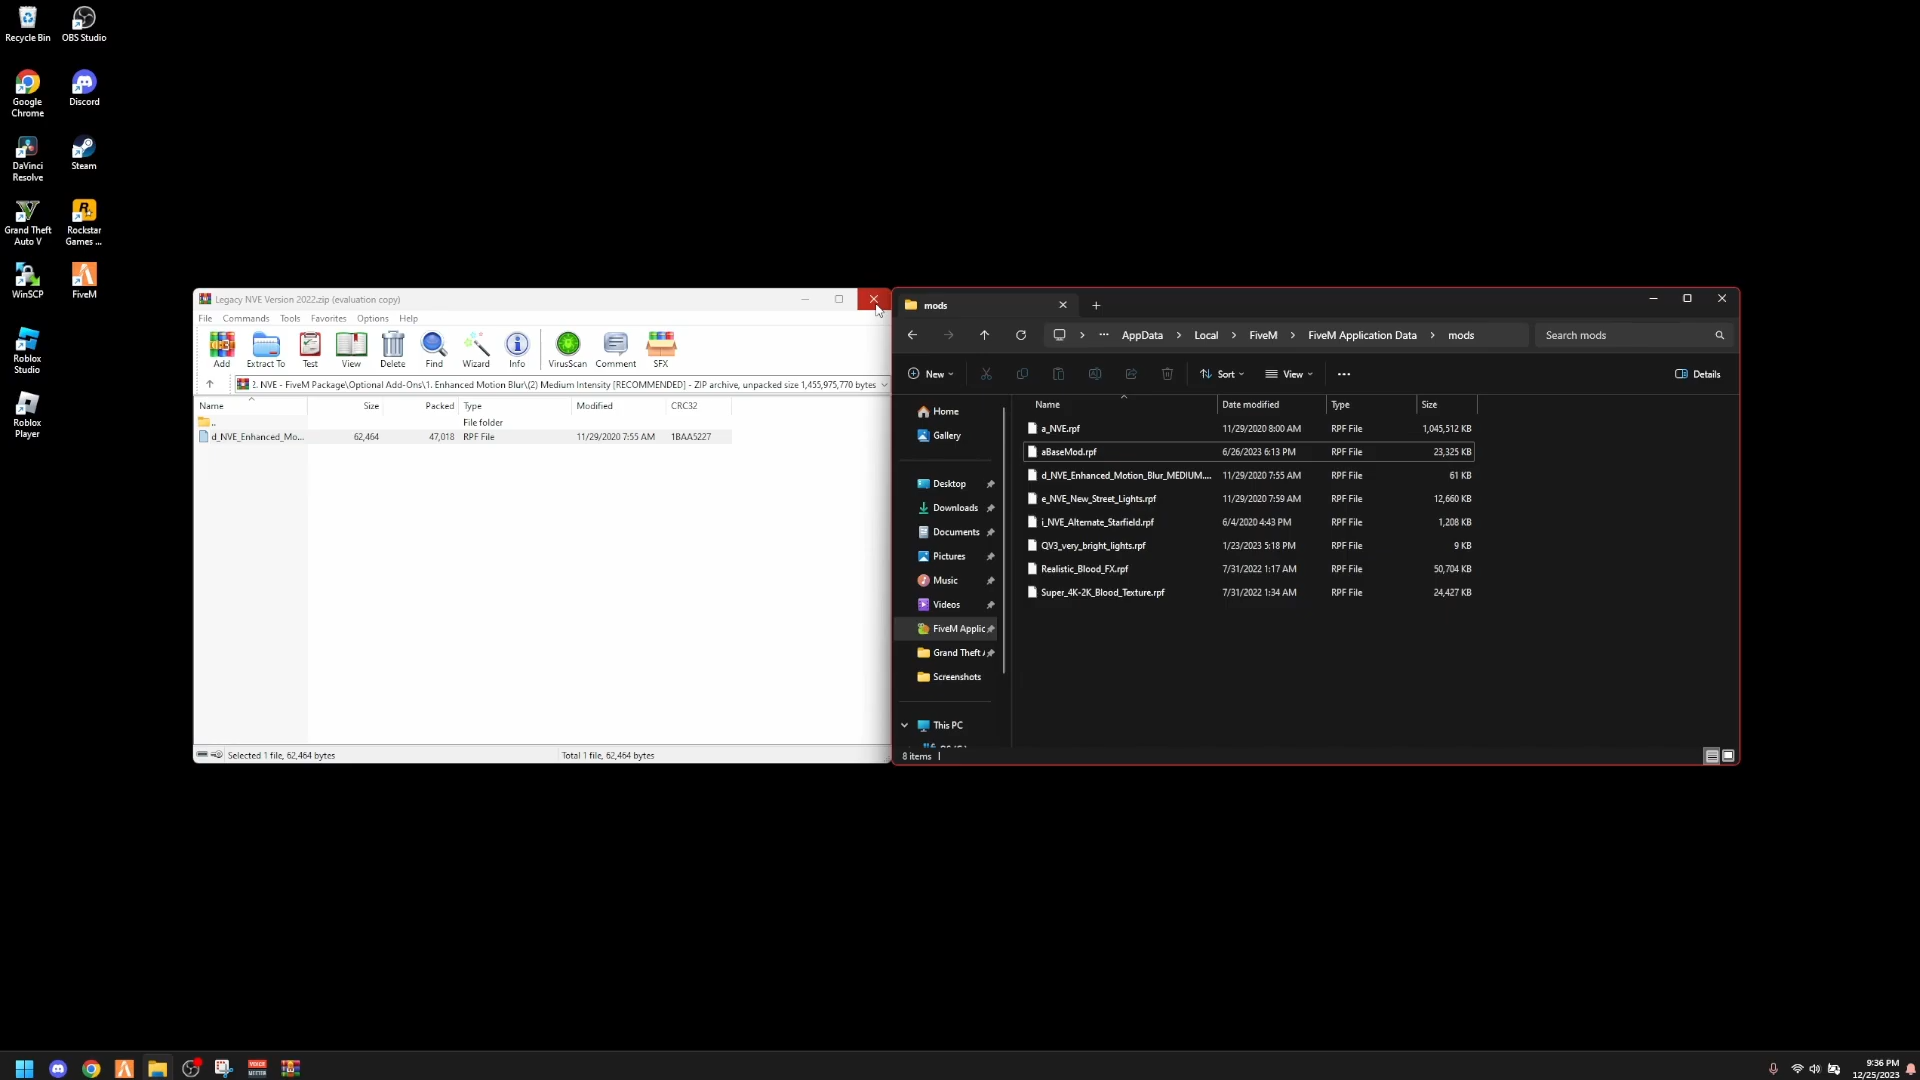 Recycle Bin
OBS Studio
Google
Chrome
Discord
DaVinci
Resolve
Steam
Grand Theft
Auto V
Rockstar
Games ...
WinSCP
FiveM
Roblox
Studio
Roblox
Player
Legacy NVE Version 2022.zip (evaluation copy)
File Commands Tools Favorites Options Help
Add Extract To Test View Delete Find Wizard Info VirusScan Comment SFX
2. NVE - FiveM Package\Optional Add-Ons\1. Enhanced Motion Blur\(2) Medium Intensity [RECOMMENDED] - ZIP archive, unpacked size 1,455,975,770 bytes
Name Size Packed Type Modified CRC32
.. File folder
d_NVE_Enhanced_Mo... 62,464 47,018 RPF File 11/29/2020 7:55 AM 1BAA5227
Selected 1 file, 62,464 bytes Total 1 file, 62,464 bytes
mods
AppData > Local > FiveM > FiveM Application Data > mods
Search mods
New Sort View ... Details
Home
Gallery
Desktop
Downloads
Documents
Pictures
Music
Videos
FiveM Applic
Grand Theft
Screenshots
This PC
Name Date modified Type Size
a_NVE.rpf 11/29/2020 8:00 AM RPF File 1,045,512 KB
aBaseMod.rpf 6/26/2023 6:13 PM RPF File 23,325 KB
d_NVE_Enhanced_Motion_Blur_MEDIUM.... 11/29/2020 7:55 AM RPF File 61 KB
e_NVE_New_Street_Lights.rpf 11/29/2020 7:59 AM RPF File 12,660 KB
i_NVE_Alternate_Starfield.rpf 6/4/2020 4:43 PM RPF File 1,208 KB
QV3_very_bright_lights.rpf 1/23/2023 5:18 PM RPF File 9 KB
Realistic_Blood_FX.rpf 7/31/2022 1:17 AM RPF File 50,704 KB
Super_4K-2K_Blood_Texture.rpf 7/31/2022 1:34 AM RPF File 24,427 KB
8 items
9:36 PM
12/25/2023